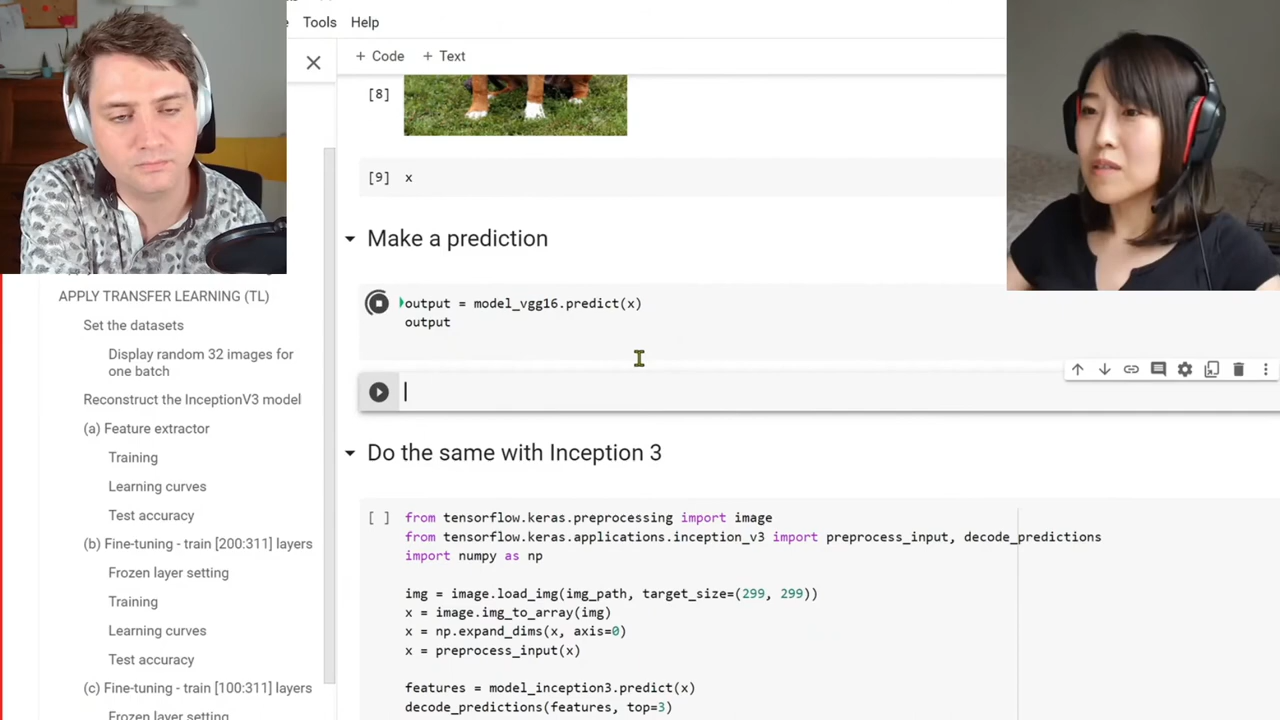 Tools Help
+ Code + Text
[8]
[9] x
Make a prediction
output = model_vgg16.predict(x)
output
APPLY TRANSFER LEARNING (TL)
Set the datasets
Display random 32 images for
one batch
Reconstruct the InceptionV3 model
(a) Feature extractor
Training
Learning curves
Test accuracy
(b) Fine-tuning - train [200:311] layers
Frozen layer setting
Training
Learning curves
Test accuracy
(c) Fine-tuning - train [100:311] layers
Frozen layer setting
Do the same with Inception 3
[ ] from tensorflow.keras.preprocessing import image
from tensorflow.keras.applications.inception_v3 import preprocess_input, decode_predictions
import numpy as np
img = image.load_img(img_path, target_size=(299, 299))
x = image.img_to_array(img)
x = np.expand_dims(x, axis=0)
x = preprocess_input(x)
features = model_inception3.predict(x)
decode_predictions(features, top=3)